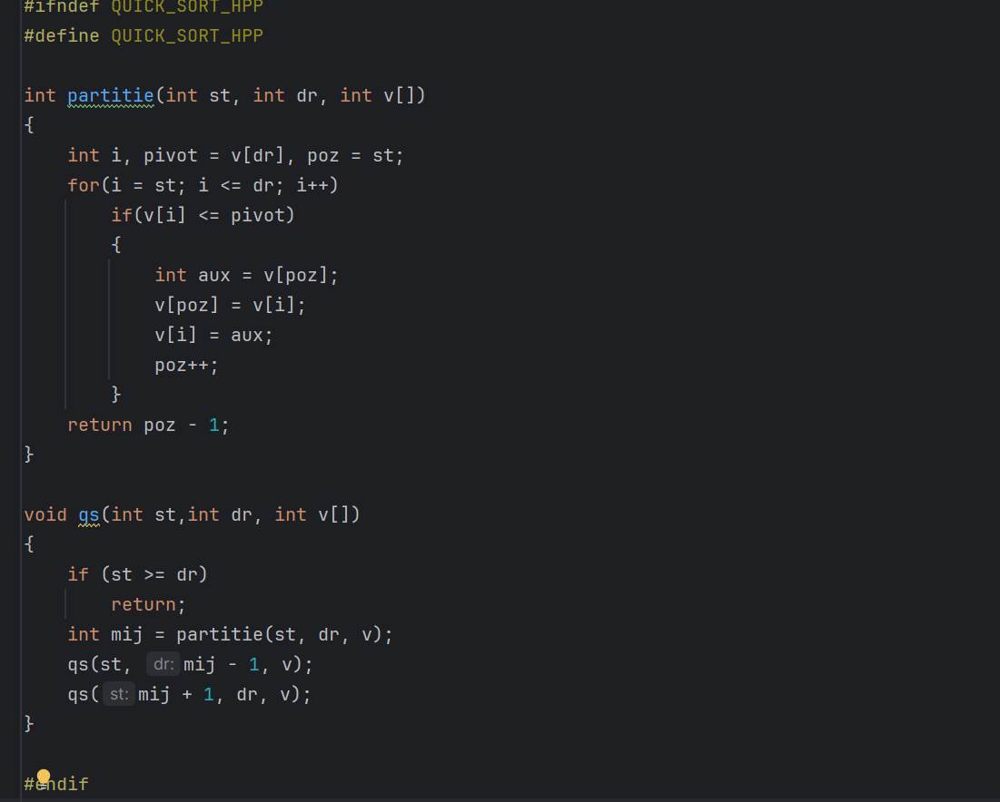 #ifndef QUICK_SORT_HPP
#define QUICK_SORT_HPP
int partitie(int st, int dr, int v[])
{
int i, pivot = v[dr], poz = st;
for(i = st; i <= dr; i++)
if(v[i] <= pivot)
{
int aux = v[poz];
v[poz] = v[i];
v[i] = aux;
poz++;
}
return poz - 1;
}
void qs(int st,int dr, int v[])
{
if (st >= dr)
return;
int mij = partitie(st, dr, v);
qs(st, dr: mij - 1, v);
qs( st: mij + 1, dr, v);
}
#endif